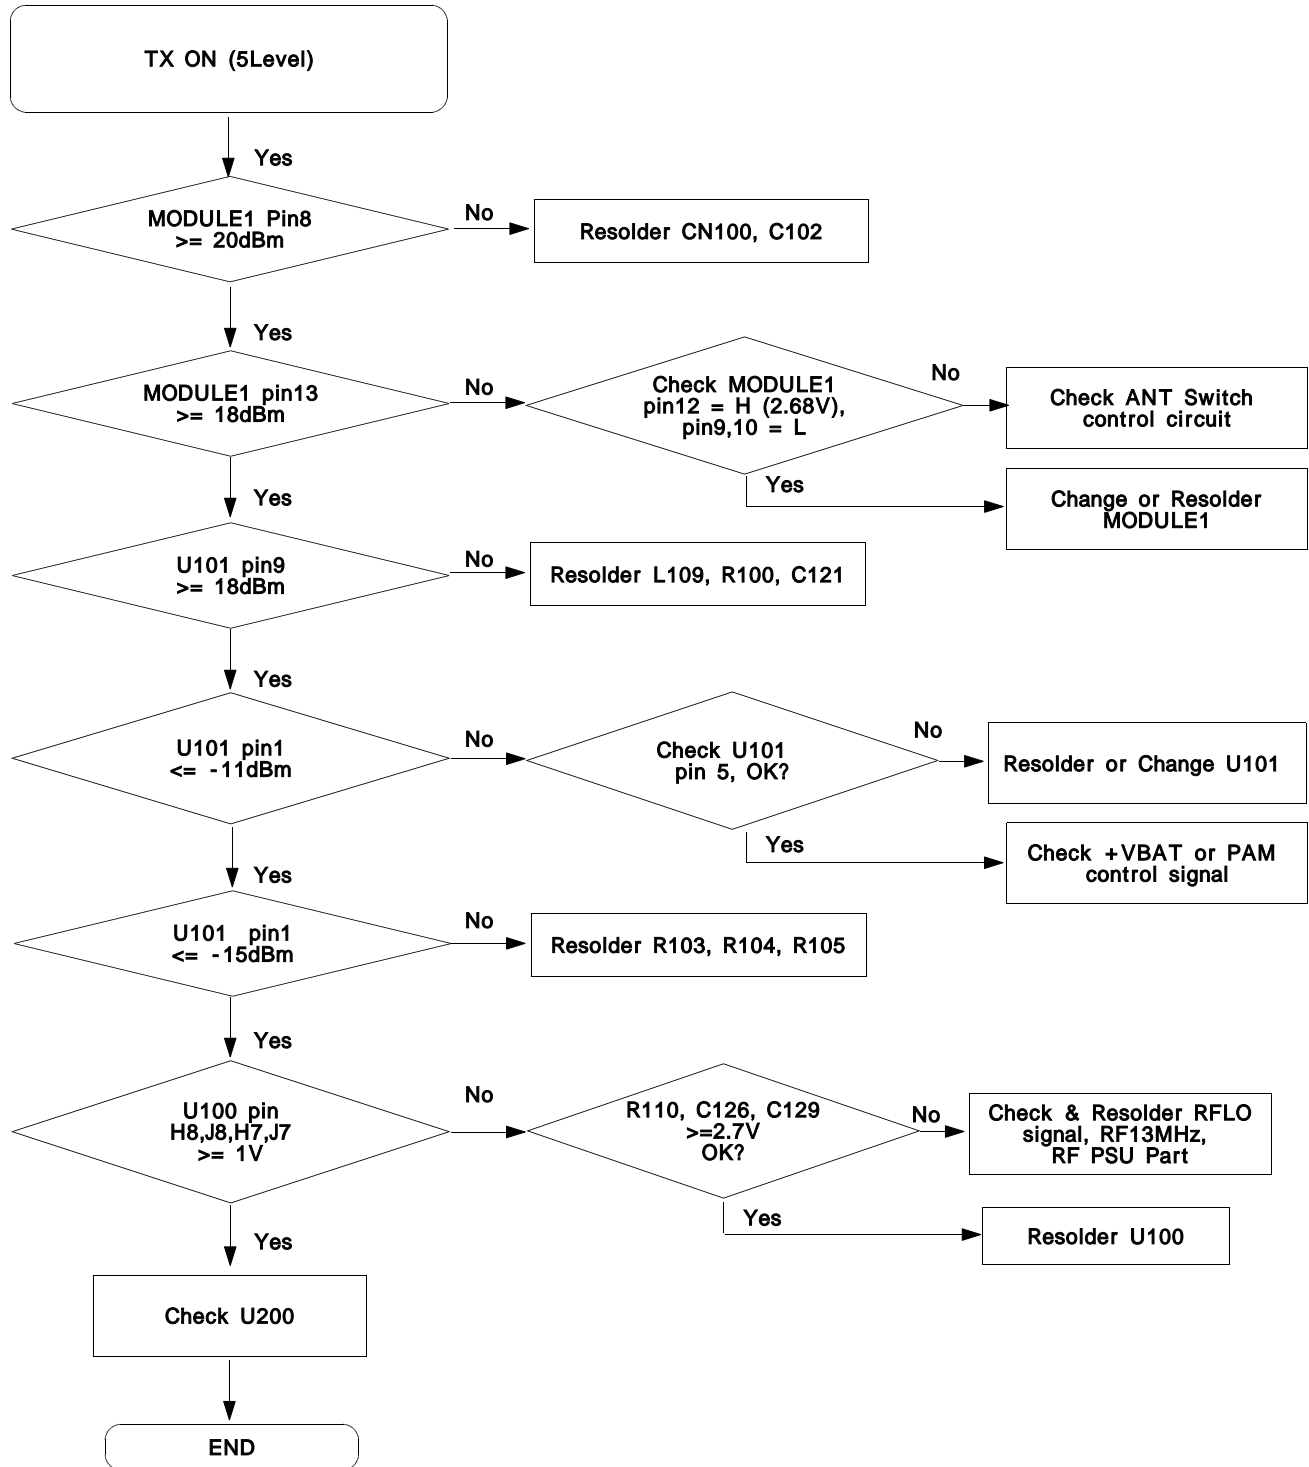 TX ON (5Level)
Yes
MODULE1 Pin8
>= 20dBm
No
Resolder CN100, C102
Yes
MODULE1 pin13
>= 18dBm
No
Check MODULE1
pin12 = H (2.68V),
pin9,10 = L
No
Check ANT Switch
control circuit
Yes
Change or Resolder
MODULE1
Yes
U101 pin9
>= 18dBm
No
Resolder L109, R100, C121
Yes
U101 pin1
<= -11dBm
No
Check U101
pin 5, OK?
No
Resolder or Change U101
Yes
Check +VBAT or PAM
control signal
Yes
U101 pin1
<= -15dBm
No
Resolder R103, R104, R105
Yes
U100 pin
H8,J8,H7,J7
>= 1V
No
R110, C126, C129
>=2.7V
OK?
No
Check & Resolder RFLO
signal, RF13MHz,
RF PSU Part
Yes
Resolder U100
Yes
Check U200
END